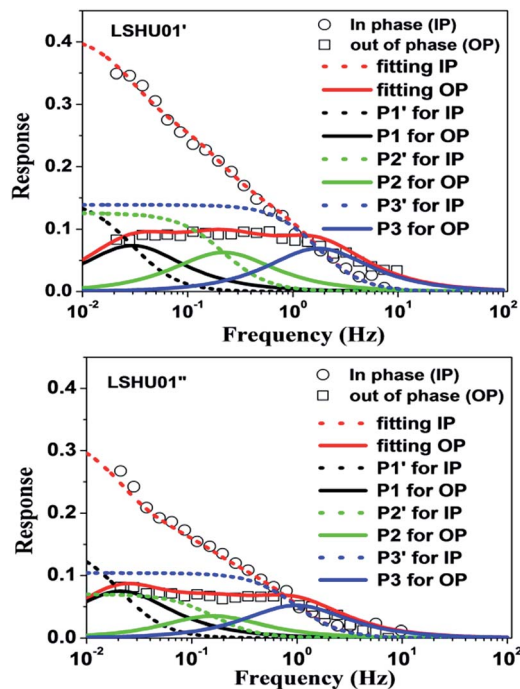 LSHU01'
In phase (IP)
out of phase (OP)
fitting IP
fitting OP
P1' for IP
P1 for OP
P2' for IP
P2 for OP
P3' for IP
P3 for OP
Response
0.4
0.3
0.2
0.1
0.0
10-2 10-1 100 101 102
Frequency (Hz)
LSHU01"
In phase (IP)
out of phase (OP)
fitting IP
fitting OP
P1' for IP
P1 for OP
P2' for IP
P2 for OP
P3' for IP
P3 for OP
Response
0.4
0.3
0.2
0.1
0.0
10-2 10-1 100 101 102
Frequency (Hz)